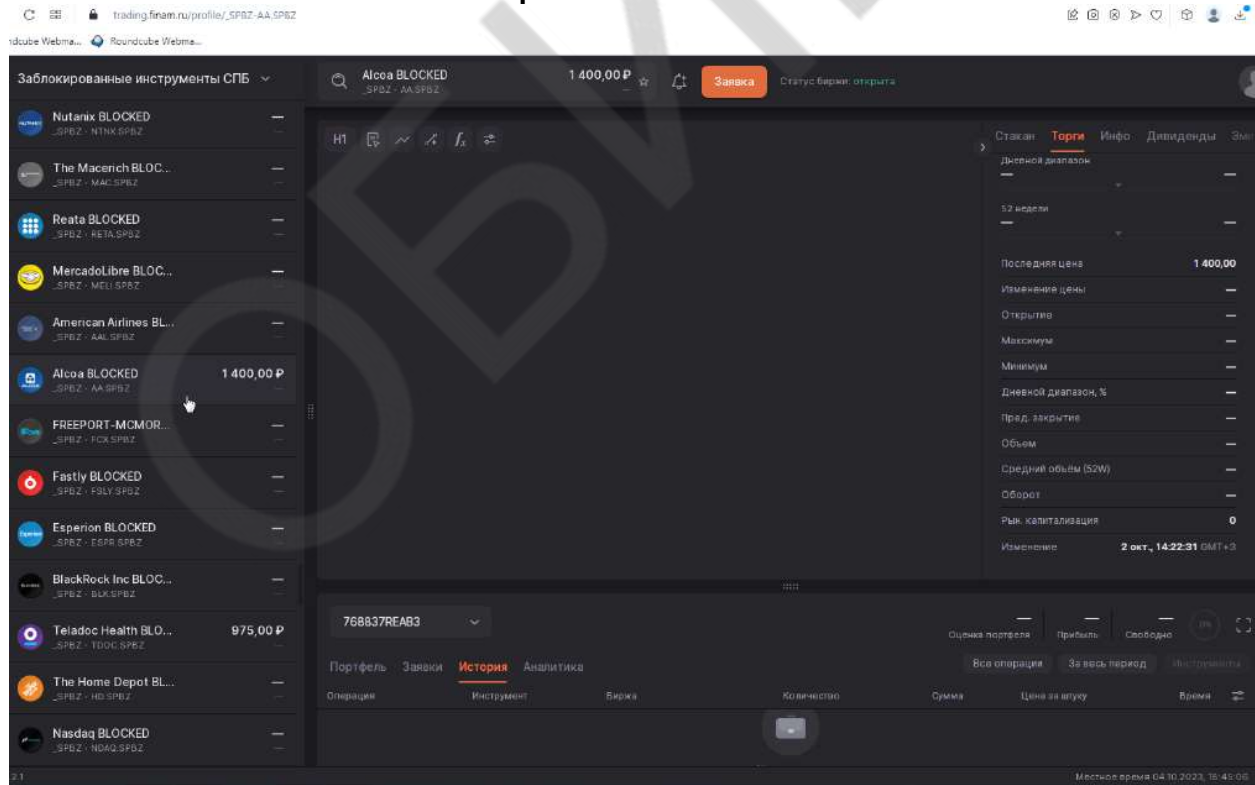 trading.finam.ru/profile/_SPBZ-AA.SPBZ
Roundcube Webma...
Заблокированные инструменты СПБ
Alcoa BLOCKED
_SPBZ - AA.SPBZ
1 400,00 ₽
Заявка
Статус биржи: открыта
Nutanix BLOCKED
_SPBZ - NTNX.SPBZ
The Macerich BLOC...
_SPBZ - MAC.SPBZ
Reata BLOCKED
_SPBZ - RETA.SPBZ
MercadoLibre BLOC...
_SPBZ - MELI.SPBZ
American Airlines BL...
_SPBZ - AAL.SPBZ
Alcoa BLOCKED 1 400,00 ₽
_SPBZ - AA.SPBZ
FREEPORT-MCMOR...
_SPBZ - FCX.SPBZ
Fastly BLOCKED
_SPBZ - FSLY.SPBZ
Esperion BLOCKED
_SPBZ - ESPR.SPBZ
BlackRock Inc BLOC...
_SPBZ - BLK.SPBZ
Teladoc Health BLO... 975,00 ₽
_SPBZ - TDOC.SPBZ
The Home Depot BL...
_SPBZ - HD.SPBZ
Nasdaq BLOCKED
_SPBZ - NDAQ.SPBZ
2.1
H1
Стакан Торги Инфо Дивиденды
Дневной диапазон
52 недели
Последняя цена 1 400,00
Изменение цены —
Открытие —
Максимум —
Минимум —
Дневной диапазон, % —
Пред. закрытие —
Объем —
Средний объём (52W) —
Оборот —
Рын. капитализация 0
Изменение 2 окт., 14:22:31 GMT+3
768837REAB3
Оценка портфеля Прибыль Свободно
Портфель Заявки История Аналитика
Все операции За весь период Инструменты
Операция Инструмент Биржа Количество Сумма Цена за штуку Время
Местное время 04.10.2023, 16:45:06